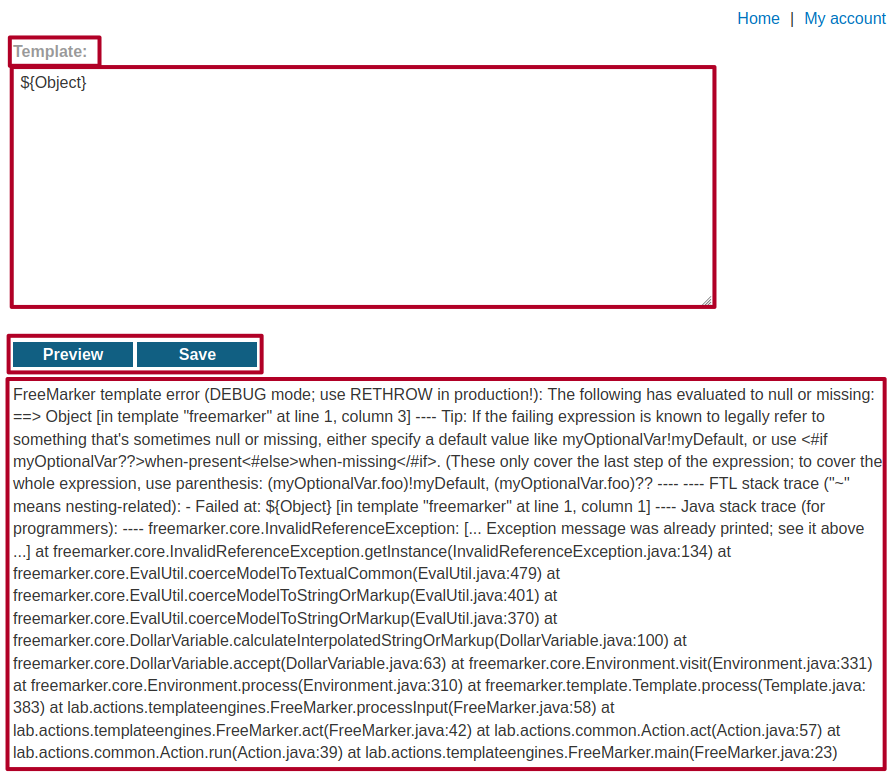 Home | My account
Template:
${Object}
Preview Save
FreeMarker template error (DEBUG mode; use RETHROW in production!): The following has evaluated to null or missing:
==> Object [in template "freemarker" at line 1, column 3] ---- Tip: If the failing expression is known to legally refer to
something that's sometimes null or missing, either specify a default value like myOptionalVar!myDefault, or use <#if
myOptionalVar??>when-present<#else>when-missing</#if>. (These only cover the last step of the expression; to cover the
whole expression, use parenthesis: (myOptionalVar.foo)!myDefault, (myOptionalVar.foo)?? ---- ---- FTL stack trace ("~"
means nesting-related): - Failed at: ${Object} [in template "freemarker" at line 1, column 1] ---- Java stack trace (for
programmers): ---- freemarker.core.InvalidReferenceException: [... Exception message was already printed; see it above
...] at freemarker.core.InvalidReferenceException.getInstance(InvalidReferenceException.java:134) at
freemarker.core.EvalUtil.coerceModelToTextualCommon(EvalUtil.java:479) at
freemarker.core.EvalUtil.coerceModelToStringOrMarkup(EvalUtil.java:401) at
freemarker.core.EvalUtil.coerceModelToStringOrMarkup(EvalUtil.java:370) at
freemarker.core.DollarVariable.calculateInterpolatedStringOrMarkup(DollarVariable.java:100) at
freemarker.core.DollarVariable.accept(DollarVariable.java:63) at freemarker.core.Environment.visit(Environment.java:331)
at freemarker.core.Environment.process(Environment.java:310) at freemarker.template.Template.process(Template.java:
383) at lab.actions.templateengines.FreeMarker.processInput(FreeMarker.java:58) at
lab.actions.templateengines.FreeMarker.act(FreeMarker.java:42) at lab.actions.common.Action.act(Action.java:57) at
lab.actions.common.Action.run(Action.java:39) at lab.actions.templateengines.FreeMarker.main(FreeMarker.java:23)